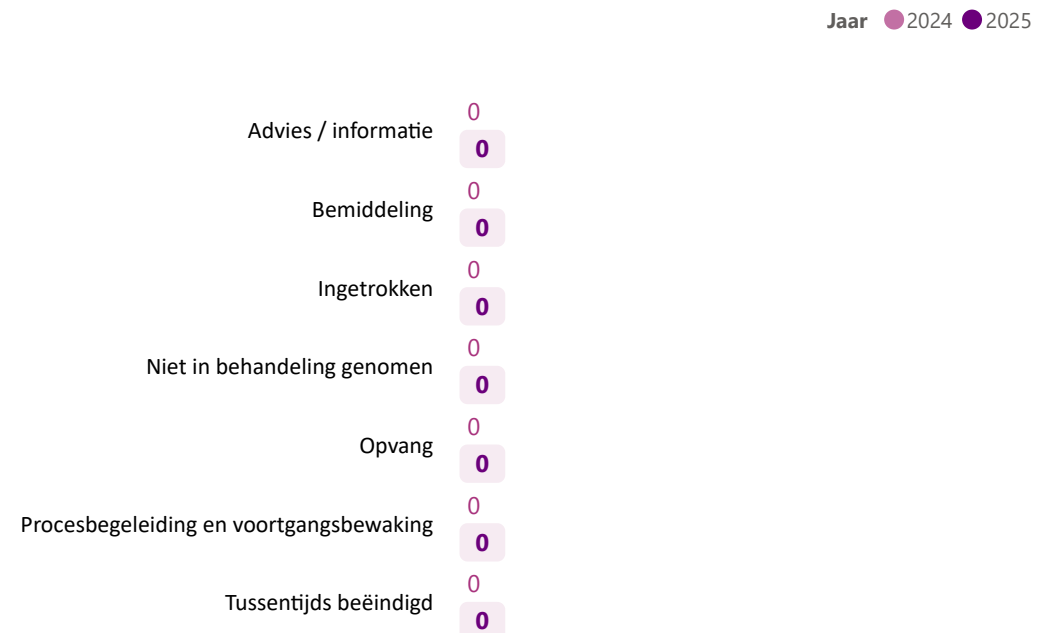 Jaar 2024 2025
0
Advies / informatie
0
0
Bemiddeling
0
0
Ingetrokken
0
0
Niet in behandeling genomen
0
0
Opvang
0
0
Procesbegeleiding en voortgangsbewaking
0
0
Tussentijds beëindigd
0